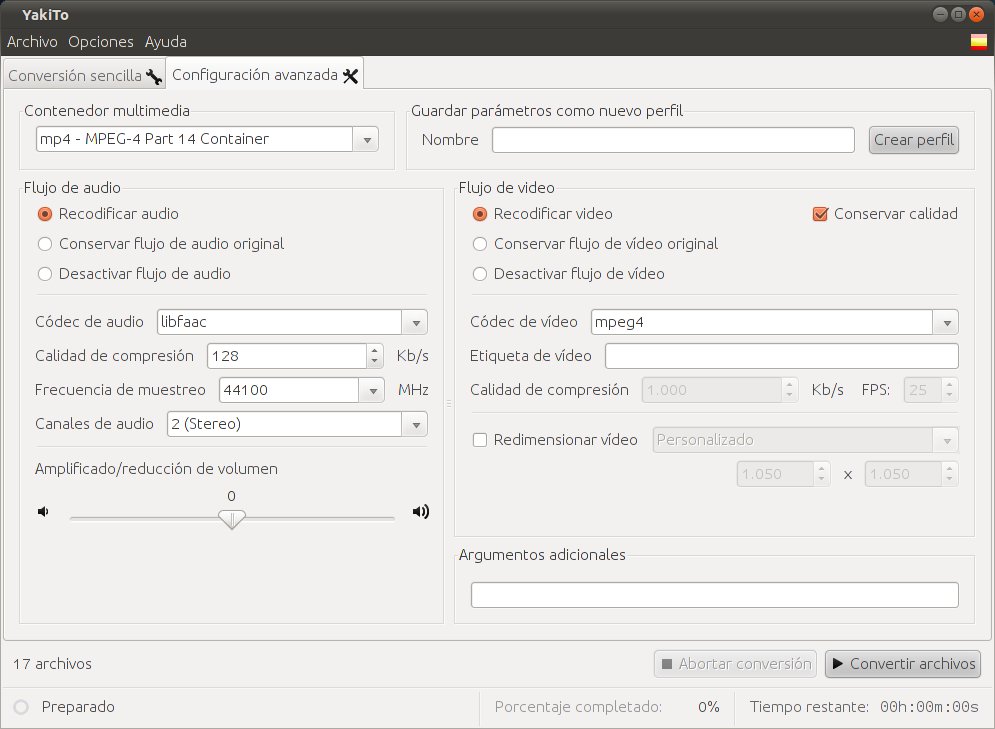 YakiTo
Archivo Opciones Ayuda
Conversión sencilla Configuración avanzada
Contenedor multimedia
mp4 - MPEG-4 Part 14 Container
Guardar parámetros como nuevo perfil
Nombre Crear perfil
Flujo de audio
Recodificar audio
Conservar flujo de audio original
Desactivar flujo de audio
Códec de audio libfaac
Calidad de compresión 128 Kb/s
Frecuencia de muestreo 44100 MHz
Canales de audio 2 (Stereo)
Amplificado/reducción de volumen
0
Flujo de video
Recodificar video Conservar calidad
Conservar flujo de vídeo original
Desactivar flujo de vídeo
Códec de vídeo mpeg4
Etiqueta de vídeo
Calidad de compresión 1.000 Kb/s FPS: 25
Redimensionar vídeo Personalizado
1.050 x 1.050
Argumentos adicionales
17 archivos Abortar conversión Convertir archivos
Preparado Porcentaje completado: 0% Tiempo restante: 00h:00m:00s